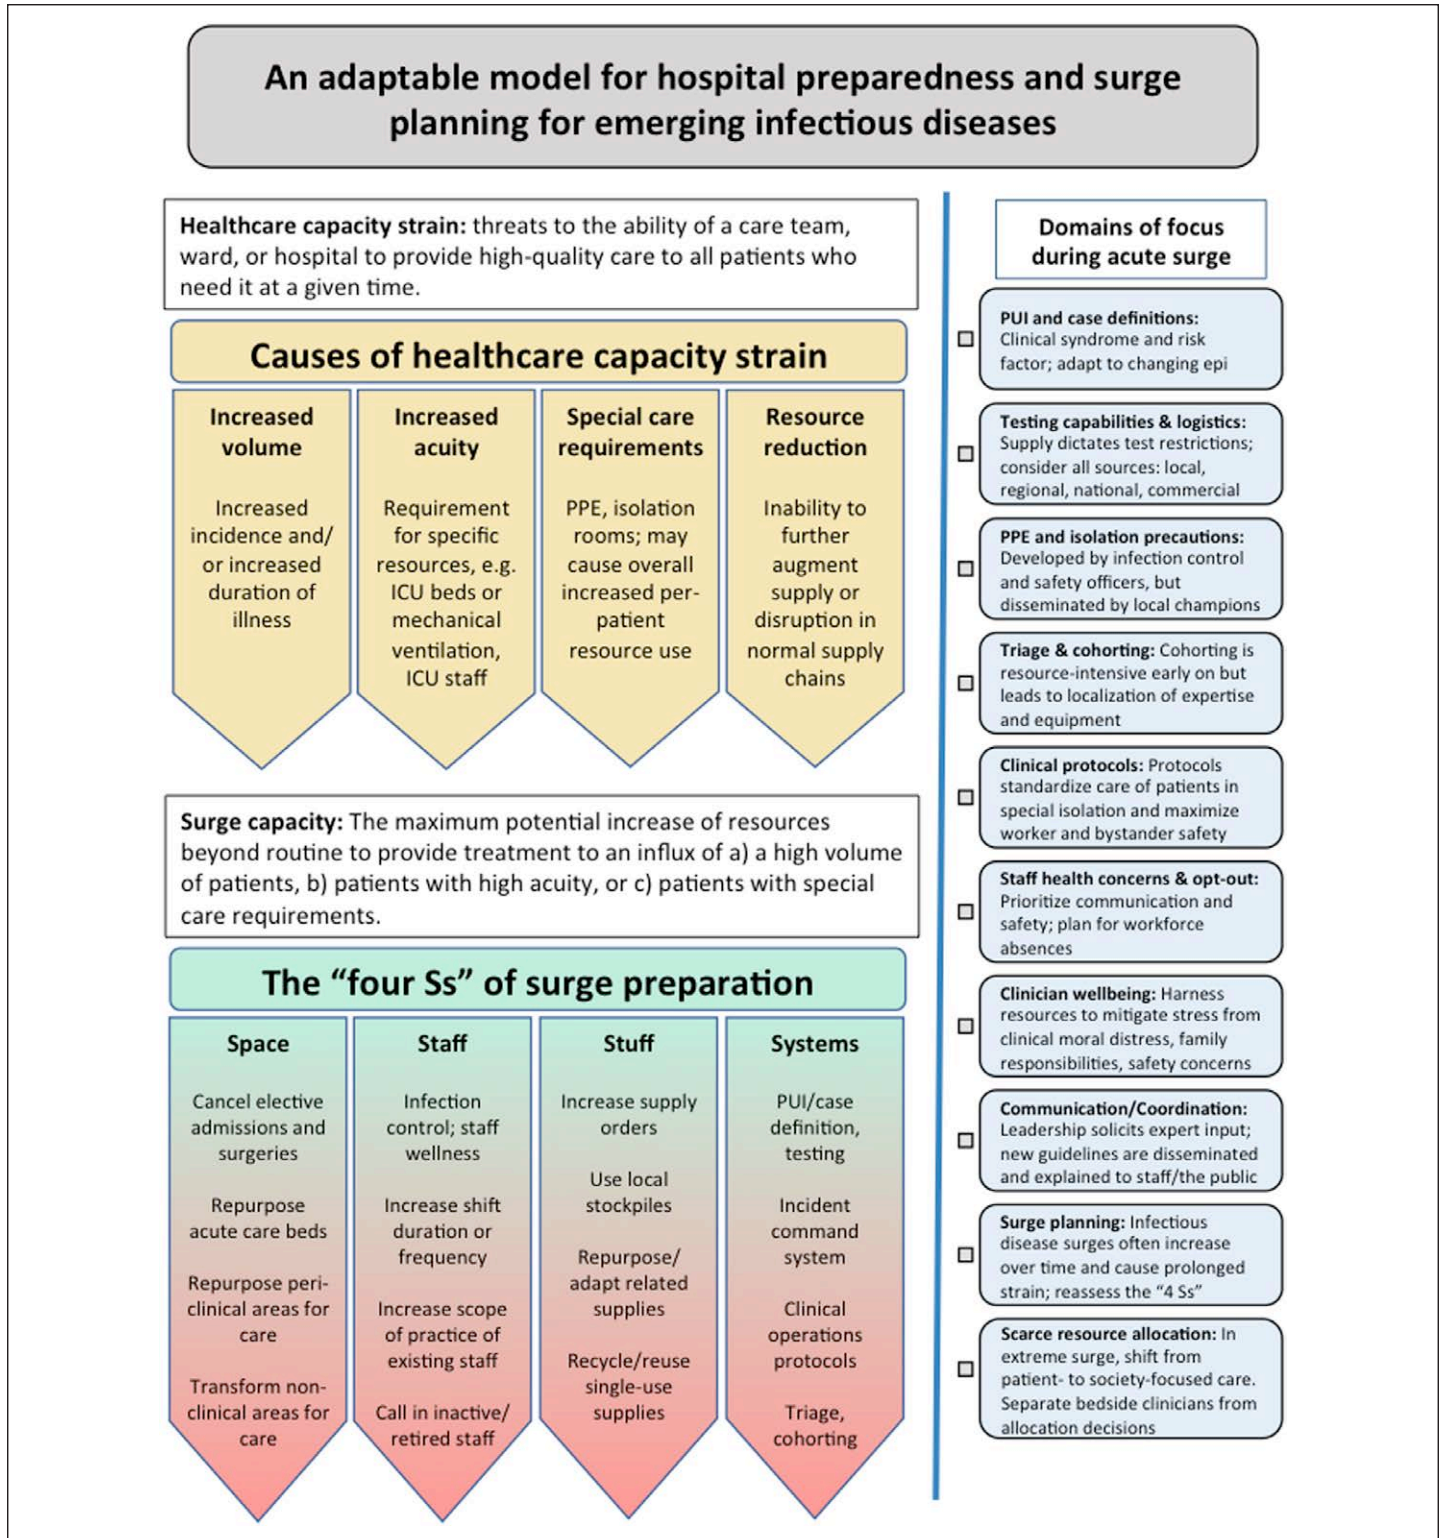 An adaptable model for hospital preparedness and surge
planning for emerging infectious diseases
Healthcare capacity strain: threats to the ability of a care team,
ward, or hospital to provide high-quality care to all patients who
need it at a given time.
Causes of healthcare capacity strain
Increased
volume
Increased
incidence and/
or increased
duration of
illness
Increased
acuity
Requirement
for specific
resources, e.g.
ICU beds or
mechanical
ventilation,
ICU staff
Special care
requirements
PPE, isolation
rooms; may
cause overall
increased per-
patient
resource use
Resource
reduction
Inability to
further
augment
supply or
disruption in
normal supply
chains
Surge capacity: The maximum potential increase of resources
beyond routine to provide treatment to an influx of a) a high volume
of patients, b) patients with high acuity, or c) patients with special
care requirements.
The “four Ss” of surge preparation
Space
Cancel elective
admissions and
surgeries
Repurpose
acute care beds
Repurpose peri-
clinical areas for
care
Transform non-
clinical areas for
care
Staff
Infection
control; staff
wellness
Increase shift
duration or
frequency
Increase scope
of practice of
existing staff
Call in inactive/
retired staff
Stuff
Increase supply
orders
Use local
stockpiles
Repurpose/
adapt related
supplies
Recycle/reuse
single-use
supplies
Systems
PUI/case
definition,
testing
Incident
command
system
Clinical
operations
protocols
Triage,
cohorting
Domains of focus
during acute surge
PUI and case definitions:
Clinical syndrome and risk
factor; adapt to changing epi
Testing capabilities & logistics:
Supply dictates test restrictions;
consider all sources: local,
regional, national, commercial
PPE and isolation precautions:
Developed by infection control
and safety officers, but
disseminated by local champions
Triage & cohorting: Cohorting is
resource-intensive early on but
leads to localization of expertise
and equipment
Clinical protocols: Protocols
standardize care of patients in
special isolation and maximize
worker and bystander safety
Staff health concerns & opt-out:
Prioritize communication and
safety; plan for workforce
absences
Clinician wellbeing: Harness
resources to mitigate stress from
clinical moral distress, family
responsibilities, safety concerns
Communication/Coordination:
Leadership solicits expert input;
new guidelines are disseminated
and explained to staff/the public
Surge planning: Infectious
disease surges often increase
over time and cause prolonged
strain; reassess the “4 Ss”
Scarce resource allocation: In
extreme surge, shift from
patient- to society-focused care.
Separate bedside clinicians from
allocation decisions